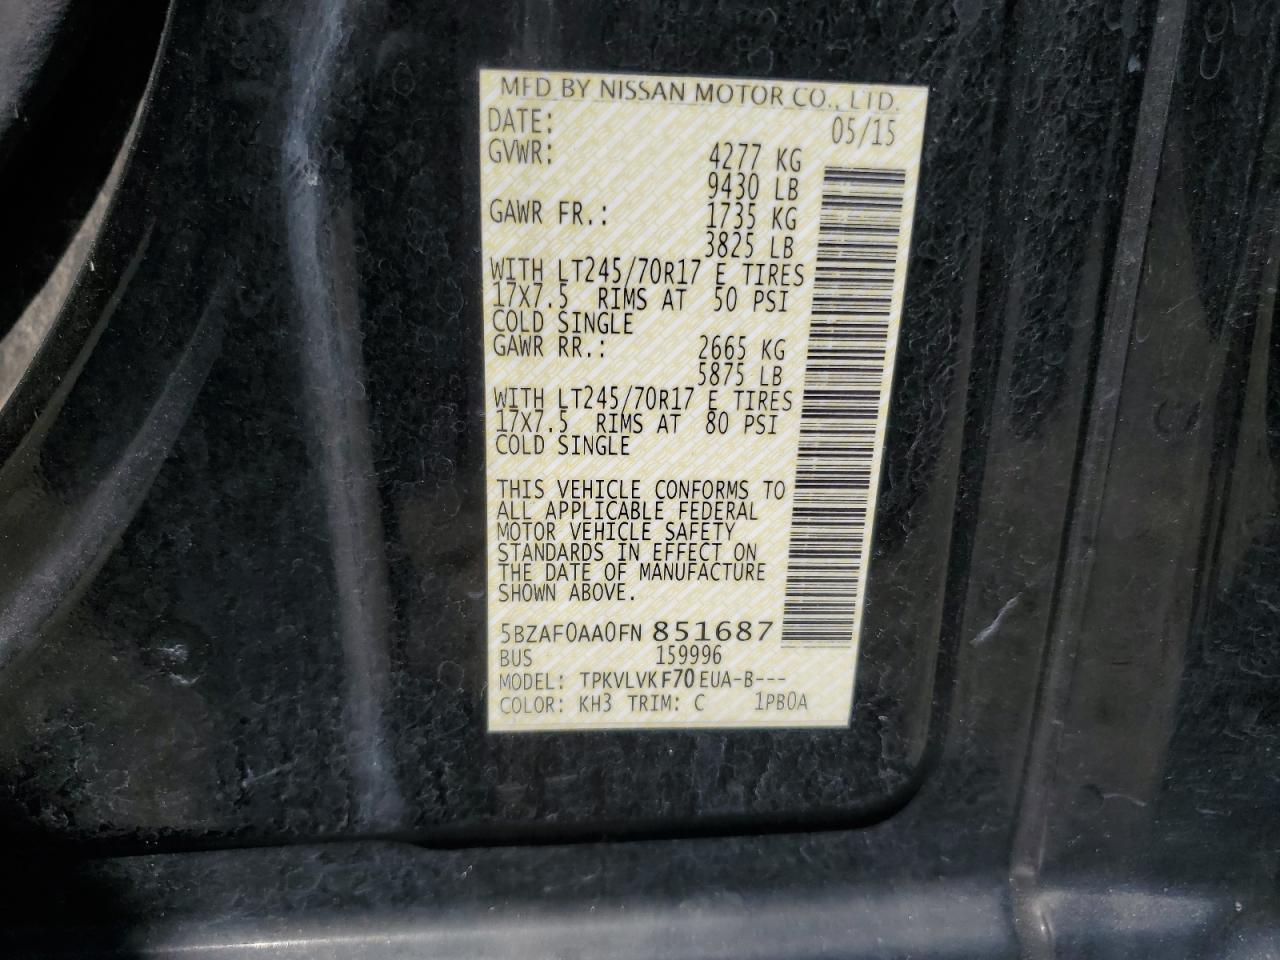 MFD BY NISSAN MOTOR CO., LTD.
DATE: 05/15
GVWR: 4277 KG
9430 LB
GAWR FR.: 1735 KG
3825 LB
WITH LT245/70R17 E TIRES
17X7.5 RIMS AT 50 PSI
COLD SINGLE
GAWR RR.: 2665 KG
5875 LB
WITH LT245/70R17 E TIRES
17X7.5 RIMS AT 80 PSI
COLD SINGLE
THIS VEHICLE CONFORMS TO
ALL APPLICABLE FEDERAL
MOTOR VEHICLE SAFETY
STANDARDS IN EFFECT ON
THE DATE OF MANUFACTURE
SHOWN ABOVE.
5BZAF0AA0FN 851687
BUS 159996
MODEL: TPKVLVKF70EUA-B---
COLOR: KH3 TRIM: C 1PB0A